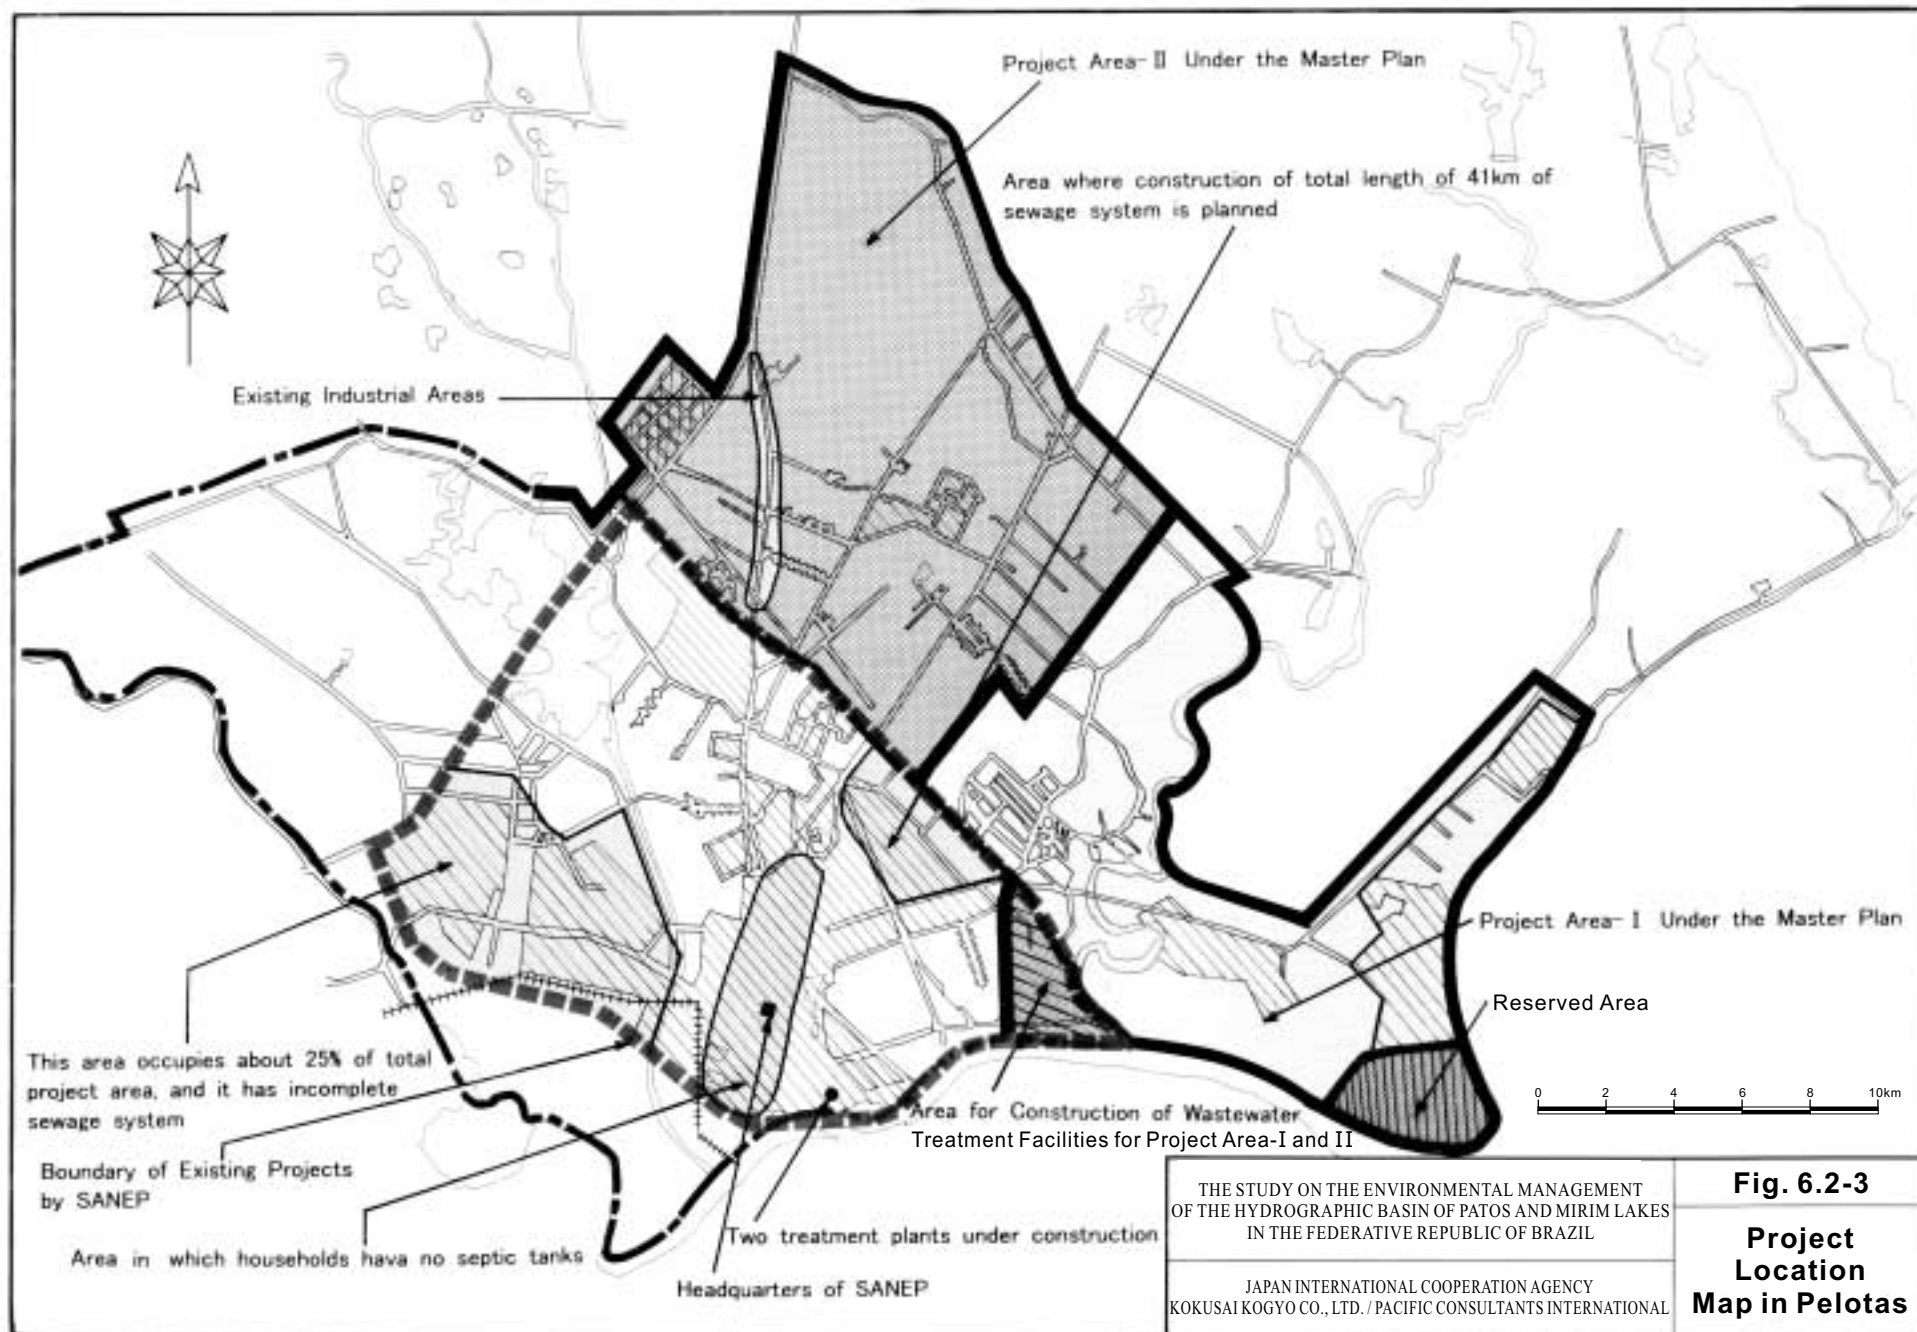 Project Area-Ⅱ Under the Master Plan
Area where construction of total length of 41km of
sewage system is planned
Existing Industrial Areas
Project Area-Ⅰ Under the Master Plan
Reserved Area
This area occupies about 25% of total
project area, and it has incomplete
sewage system
0 2 4 6 8 10km
Area for Construction of Wastewater
Treatment Facilities for Project Area-I and II
Boundary of Existing Projects
by SANEP
Two treatment plants under construction
Area in which households hava no septic tanks
Headquarters of SANEP
THE STUDY ON THE ENVIRONMENTAL MANAGEMENT
OF THE HYDROGRAPHIC BASIN OF PATOS AND MIRIM LAKES
IN THE FEDERATIVE REPUBLIC OF BRAZIL
JAPAN INTERNATIONAL COOPERATION AGENCY
KOKUSAI KOGYO CO., LTD. / PACIFIC CONSULTANTS INTERNATIONAL
Fig. 6.2-3
Project
Location
Map in Pelotas